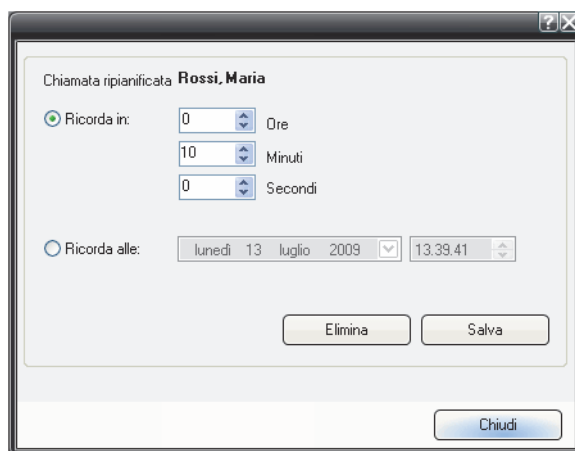 Chiamata ripianificata Rossi, Maria
Ricorda in: 0 Ore
10 Minuti
0 Secondi
Ricorda alle: lunedì 13 luglio 2009 13.39.41
Elimina Salva
Chiudi